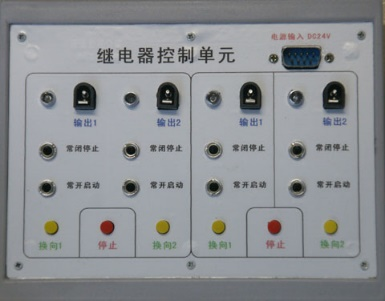 电源输入 DC24V
继电器控制单元
输出1 输出2 输出1 输出2
常闭停止 常闭停止 常闭停止 常闭停止
常开启动 常开启动 常开启动 常开启动
换向1 停止 换向2 换向1 停止 换向2